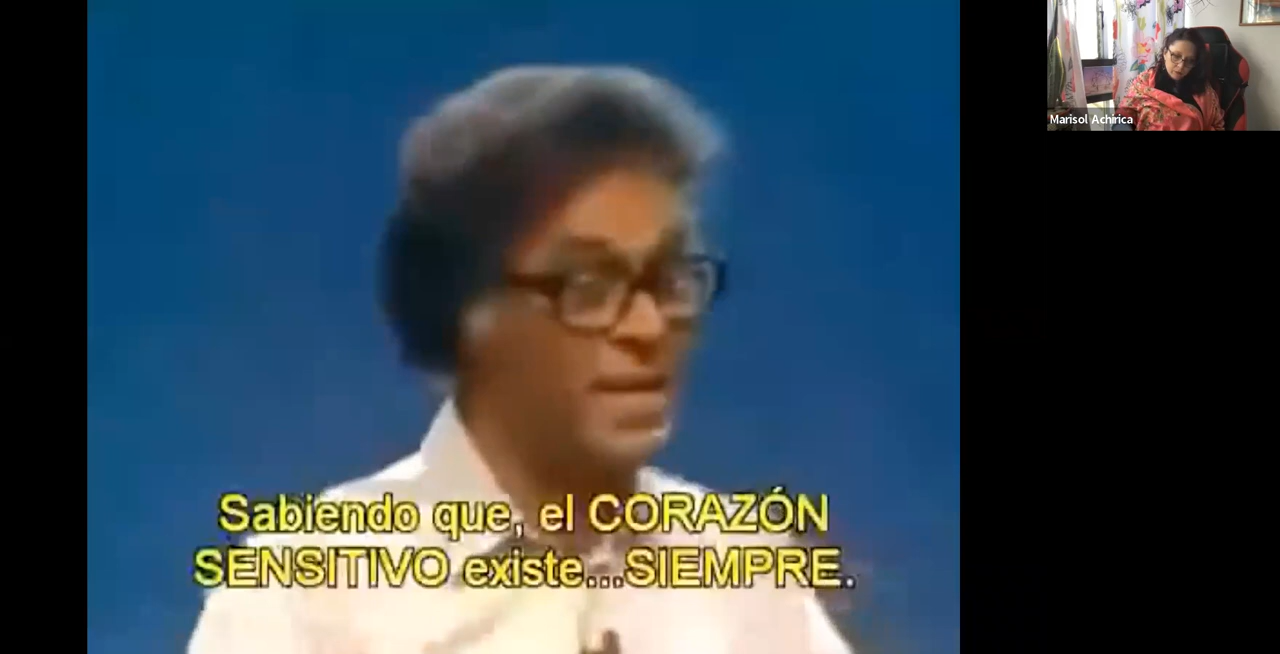 Marisol Achirica
Sabiendo que, el CORAZÓN
SENSITIVO existe...SIEMPRE.